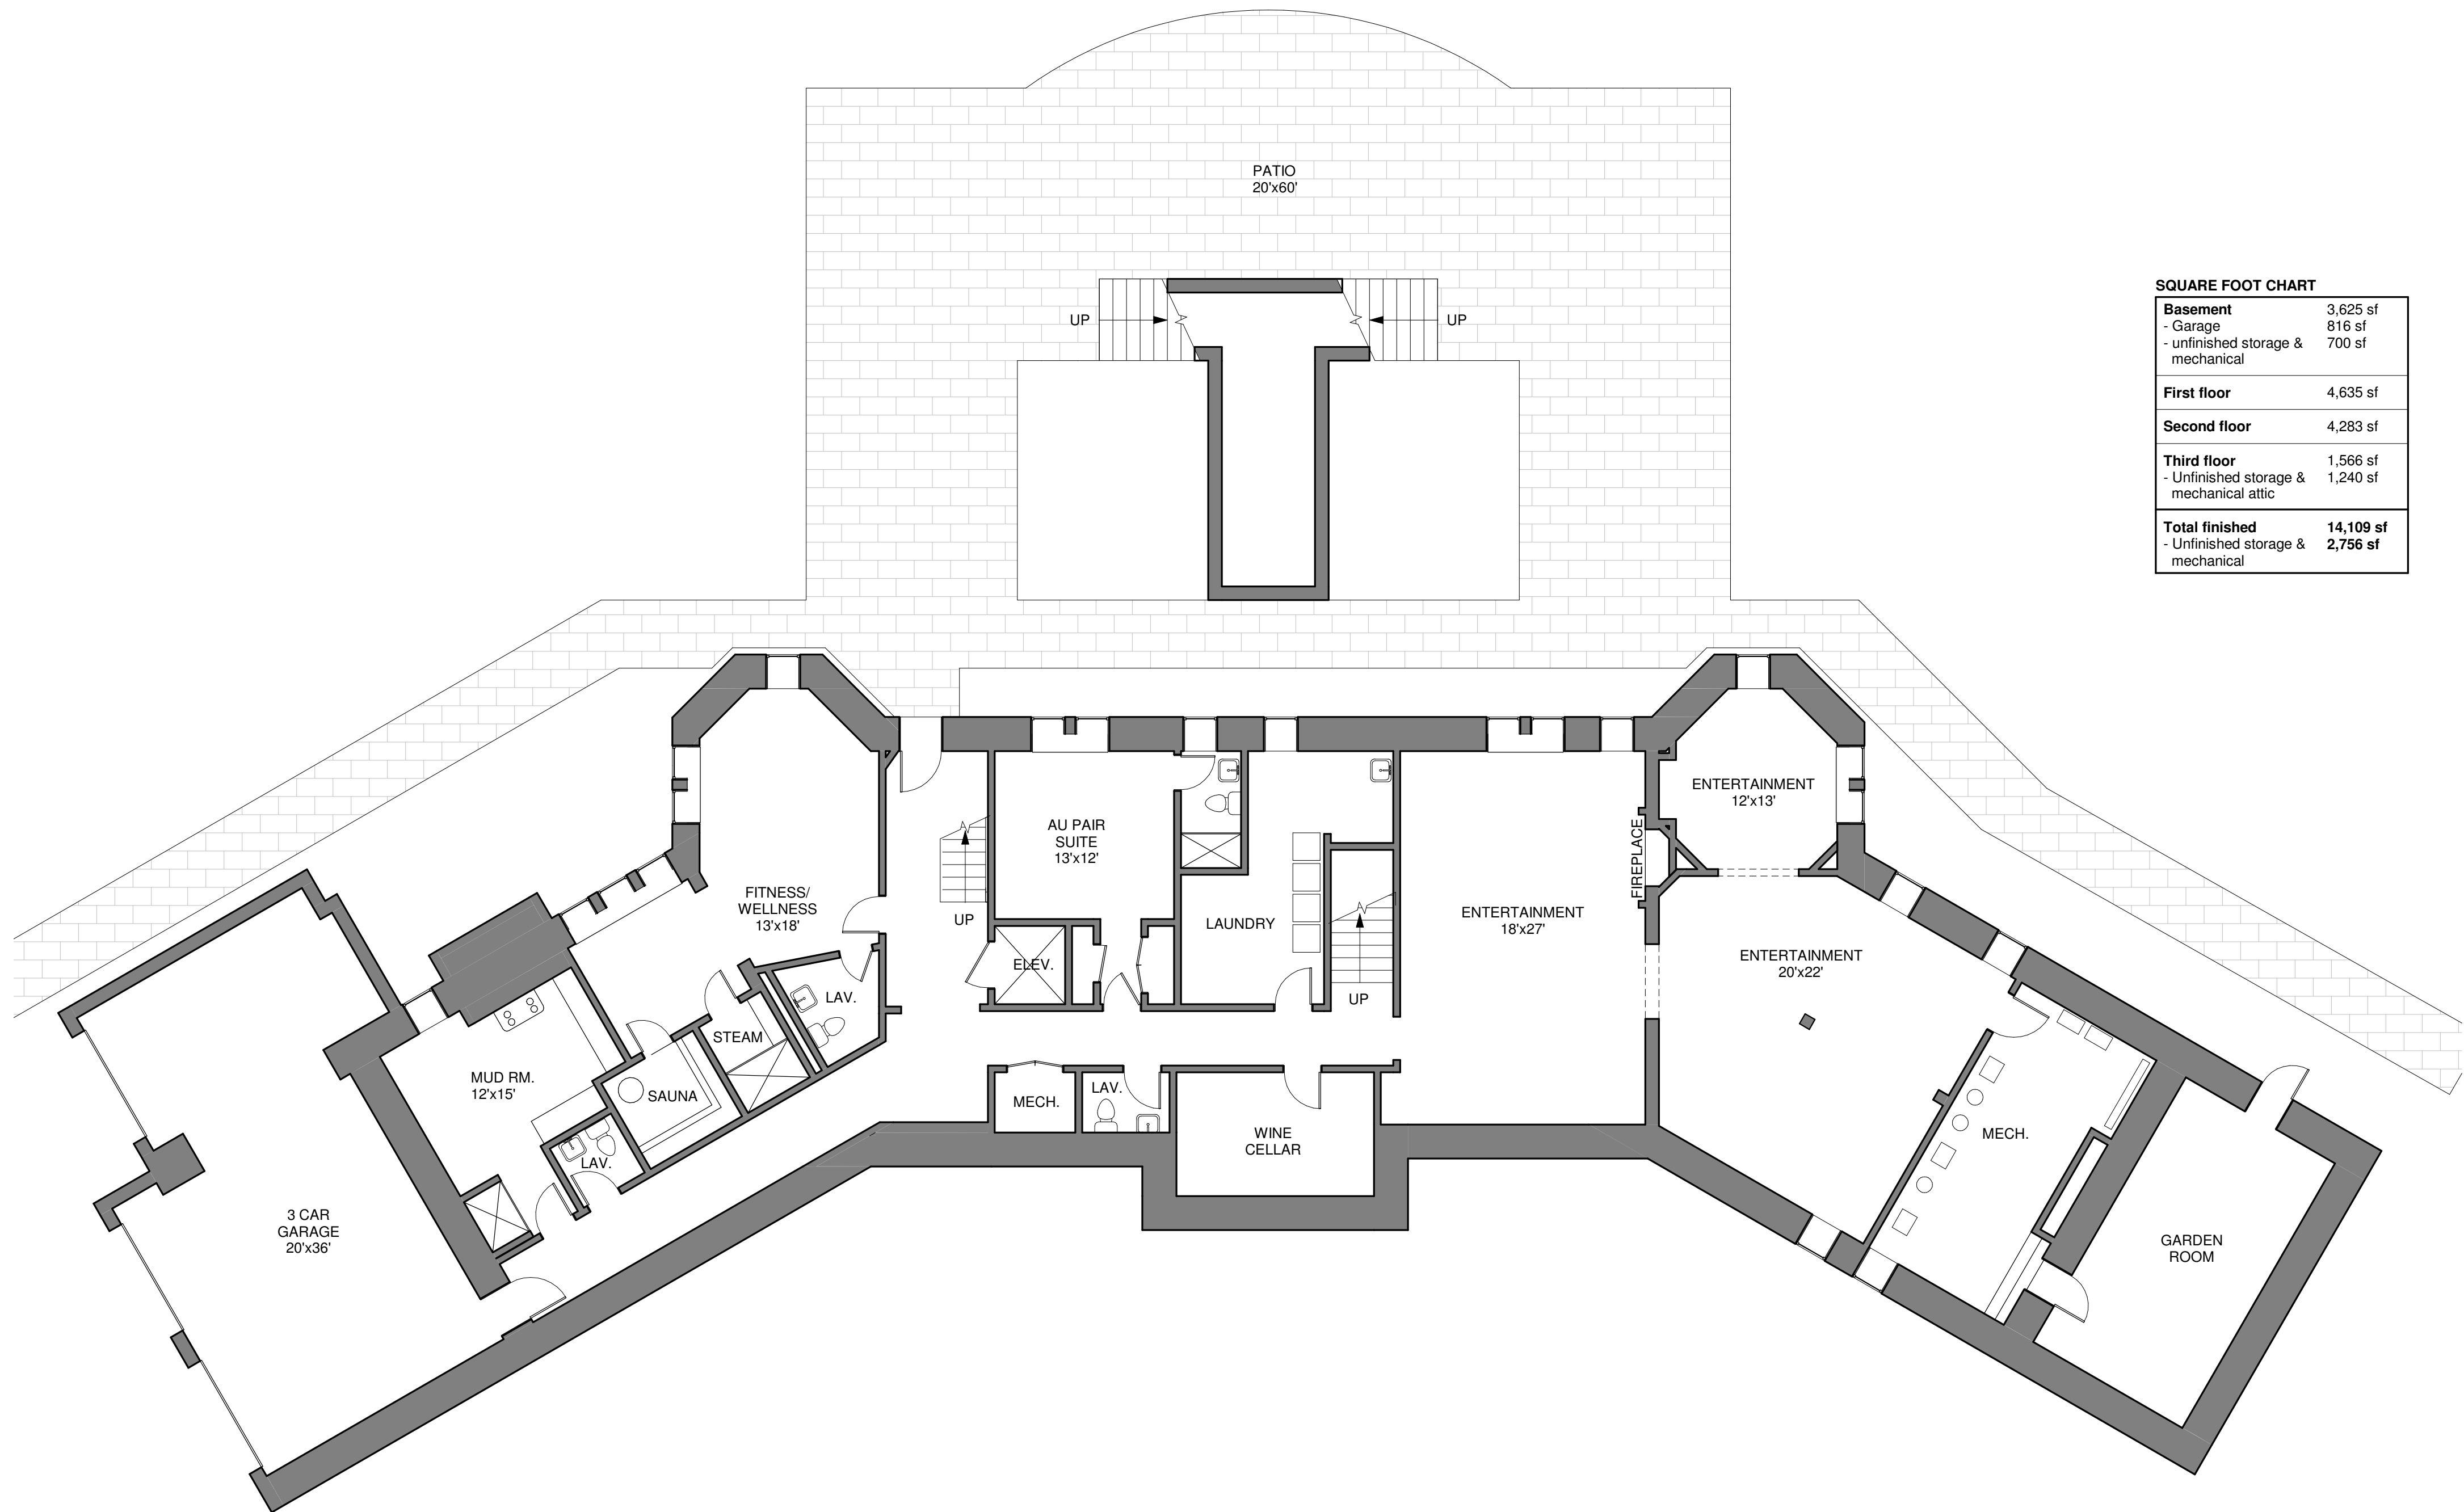 PATIO
20'x60'
UP
UP
SQUARE FOOT CHART
Basement 3,625 sf
- Garage 816 sf
- unfinished storage & 700 sf
mechanical
First floor 4,635 sf
Second floor 4,283 sf
Third floor 1,566 sf
- Unfinished storage & 1,240 sf
mechanical attic
Total finished 14,109 sf
- Unfinished storage & 2,756 sf
mechanical
ENTERTAINMENT
12'x13'
AU PAIR
SUITE
13'x12'
FIREPLACE
FITNESS/
WELLNESS
13'x18'
UP
LAUNDRY
ENTERTAINMENT
18'x27'
ELEV.
ENTERTAINMENT
20'x22'
LAV.
UP
STEAM
MUD RM.
12'x15'
SAUNA
MECH.
LAV.
WINE
CELLAR
MECH.
LAV.
3 CAR
GARAGE
20'x36'
GARDEN
ROOM